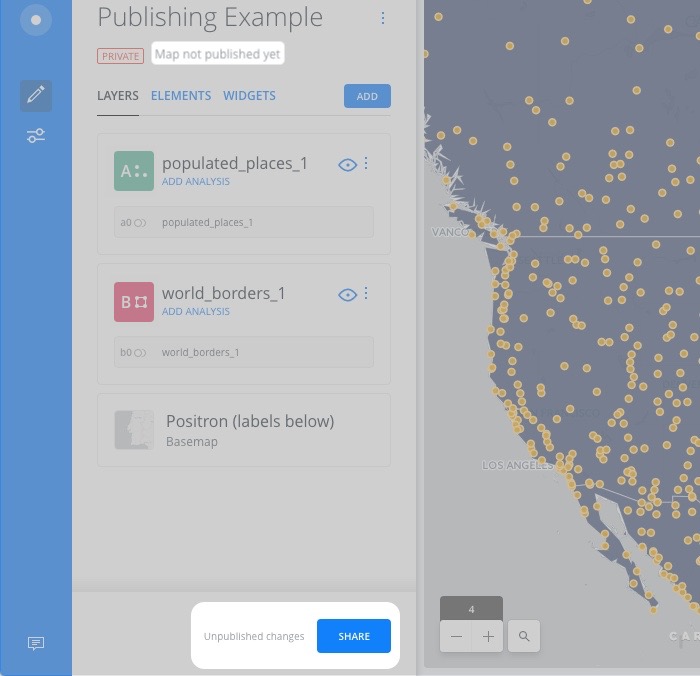 Publishing Example
PRIVATE
Map not published yet
LAYERS ELEMENTS WIDGETS ADD
A
populated_places_1
ADD ANALYSIS
a0 populated_places_1
B
world_borders_1
ADD ANALYSIS
b0 world_borders_1
Positron (labels below)
Basemap
Unpublished changes SHARE
VANCO
LOS ANGELES
4
CAR